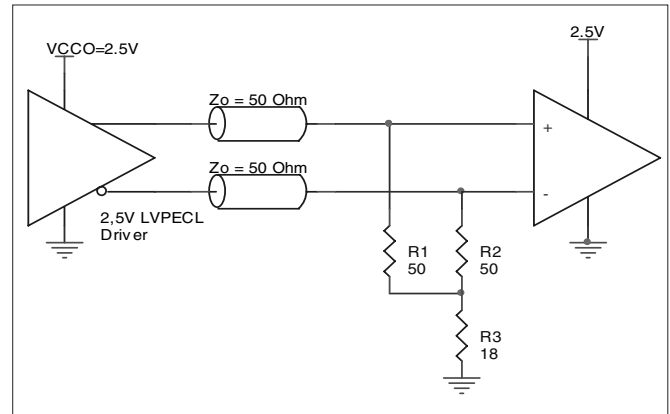 VCCO=2.5V
2.5V
Zo = 50 Ohm
+
Zo = 50 Ohm
-
2,5V LVPECL
Driver
R1
50
R2
50
R3
18